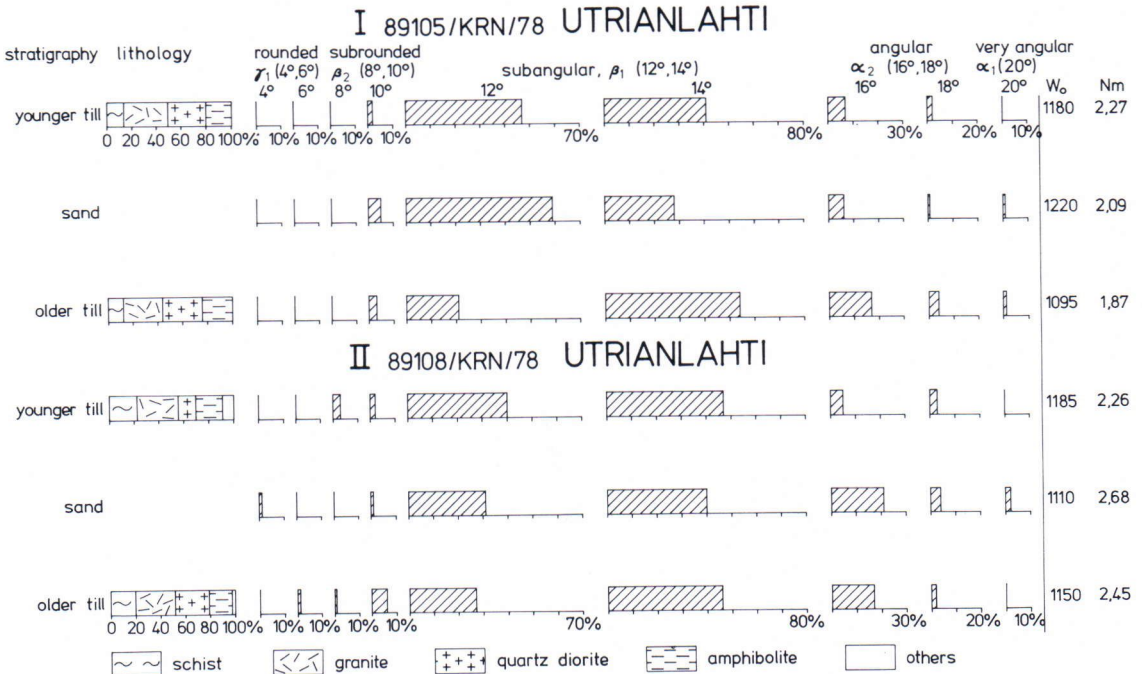 I 89105/KRN/78 UTRIANLAHTI
stratigraphy lithology rounded subrounded angular very angular
γ₁ (4°,6°) β₂ (8°,10°) subangular, β₁ (12°,14°) α₂ (16°,18°) α₁(20°)
4° 6° 8° 10° 12° 14° 16° 18° 20° Wo Nm
younger till 1180 2,27
0 20 40 60 80 100% 10% 10% 10% 10% 70% 80% 30% 20% 10%
sand 1220 2,09
older till 1095 1,87
II 89108/KRN/78 UTRIANLAHTI
younger till 1185 2,26
sand 1110 2,68
older till 1150 2,45
0 20 40 60 80 100% 10% 10% 10% 10% 70% 80% 30% 20% 10%
schist granite quartz diorite amphibolite others